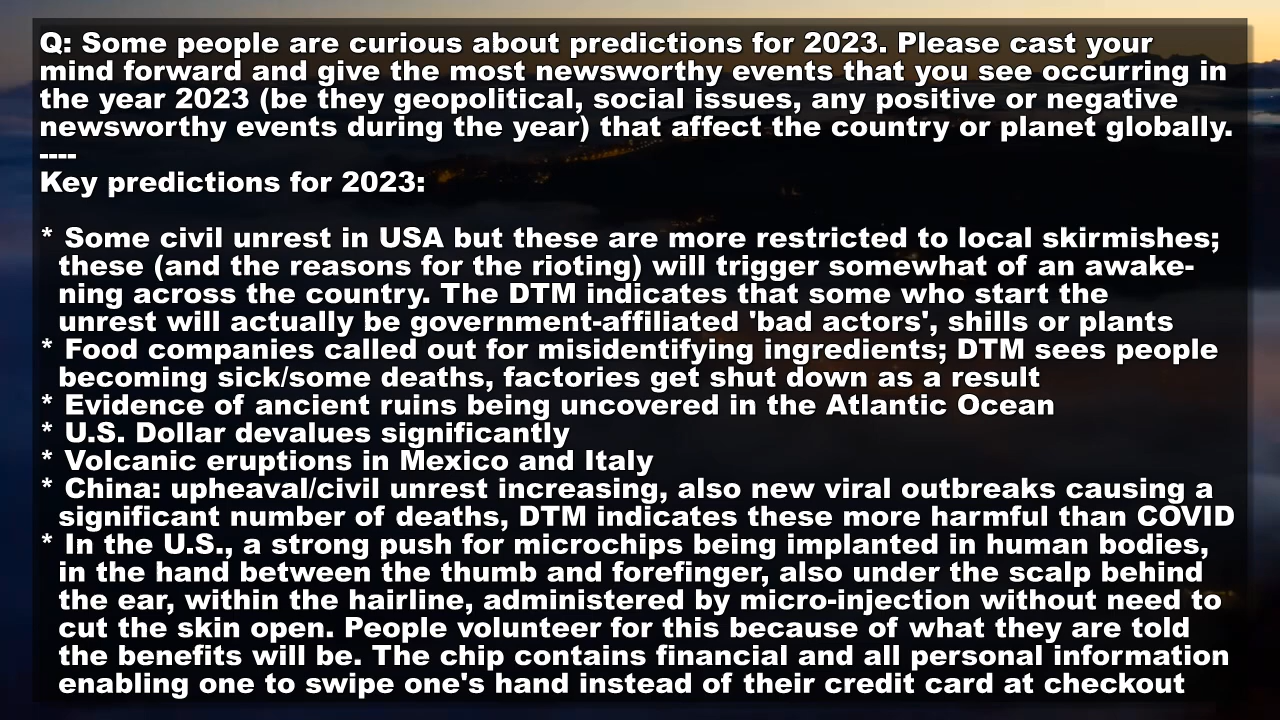 Q: Some people are curious about predictions for 2023. Please cast your
mind forward and give the most newsworthy events that you see occurring in
the year 2023 (be they geopolitical, social issues, any positive or negative
newsworthy events during the year) that affect the country or planet globally.
----
Key predictions for 2023:
* Some civil unrest in USA but these are more restricted to local skirmishes;
these (and the reasons for the rioting) will trigger somewhat of an awake-
ning across the country. The DTM indicates that some who start the
unrest will actually be government-affiliated 'bad actors', shills or plants
* Food companies called out for misidentifying ingredients; DTM sees people
becoming sick/some deaths, factories get shut down as a result
* Evidence of ancient ruins being uncovered in the Atlantic Ocean
* U.S. Dollar devalues significantly
* Volcanic eruptions in Mexico and Italy
* China: upheaval/civil unrest increasing, also new viral outbreaks causing a
significant number of deaths, DTM indicates these more harmful than COVID
* In the U.S., a strong push for microchips being implanted in human bodies,
in the hand between the thumb and forefinger, also under the scalp behind
the ear, within the hairline, administered by micro-injection without need to
cut the skin open. People volunteer for this because of what they are told
the benefits will be. The chip contains financial and all personal information
enabling one to swipe one's hand instead of their credit card at checkout